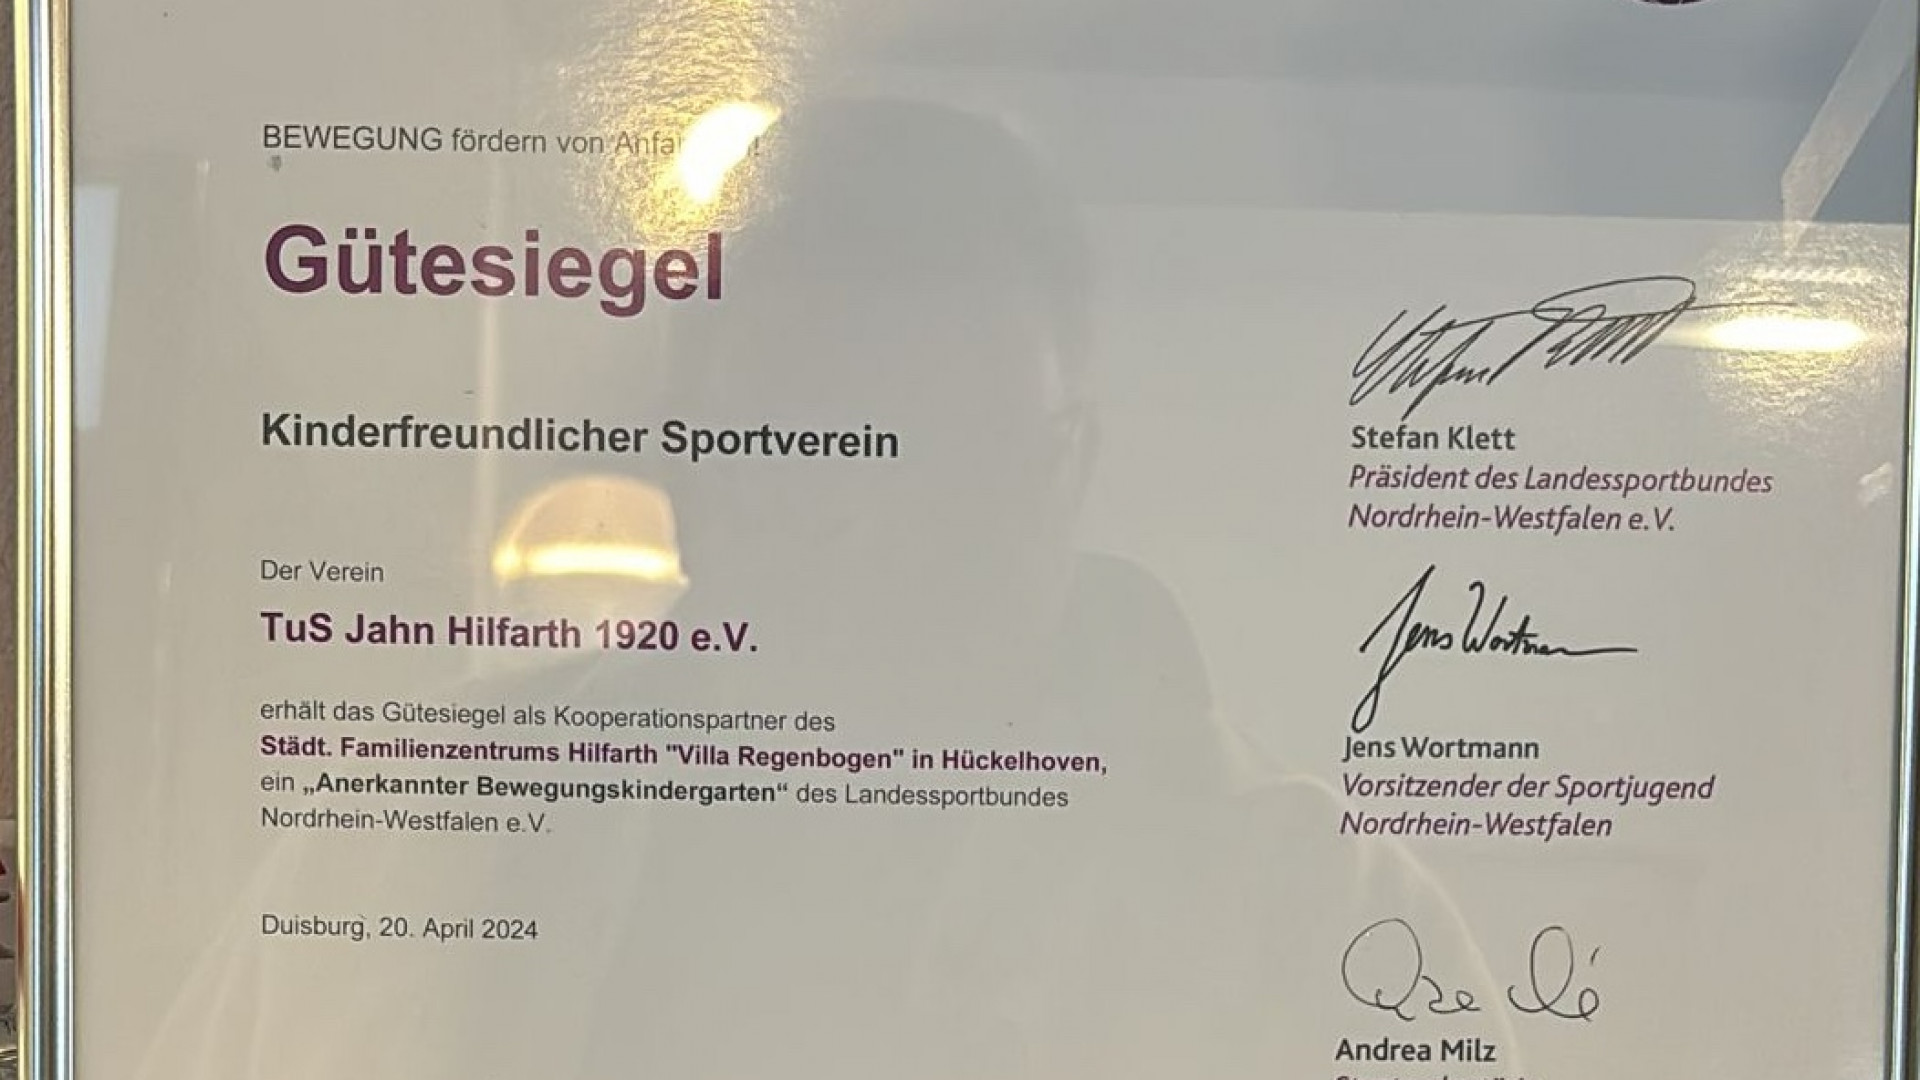 BEWEGUNG fördern von
Gütesiegel
Kinderfreundlicher Sportverein
Der Verein
TuS Jahn Hilfarth 1920 e.V.
erhält das Gütesiegel als Kooperationspartner des
Städt. Familienzentrums Hilfarth "Villa Regenbogen" in Hückelhoven,
ein „Anerkannter Bewegungskindergarten“ des Landessportbundes
Nordrhein-Westfalen e.V.
Duisburg, 20. April 2024
Stefan Klett
Präsident des Landessportbundes
Nordrhein-Westfalen e.V.
Jens Wortmann
Jens Wortmann
Vorsitzender der Sportjugend
Nordrhein-Westfalen
Andrea Milz